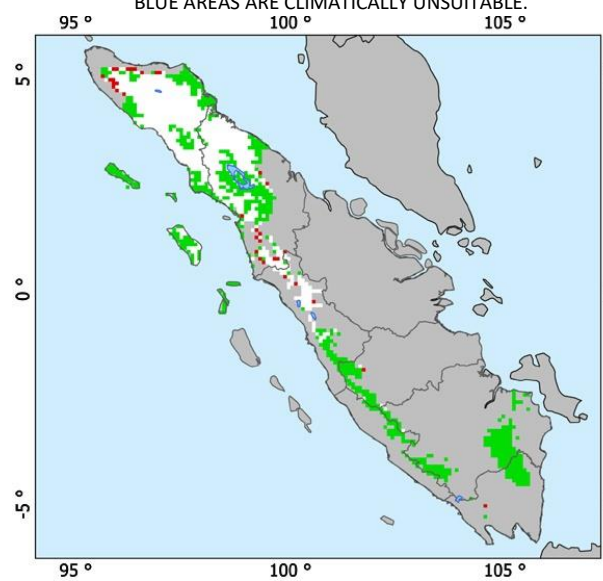 BLUE AREAS ARE CLIMATICALLY UNSUITABLE.
95 ° 100 ° 105 °
5 °
0 °
-5 °
95 ° 100 ° 105 °